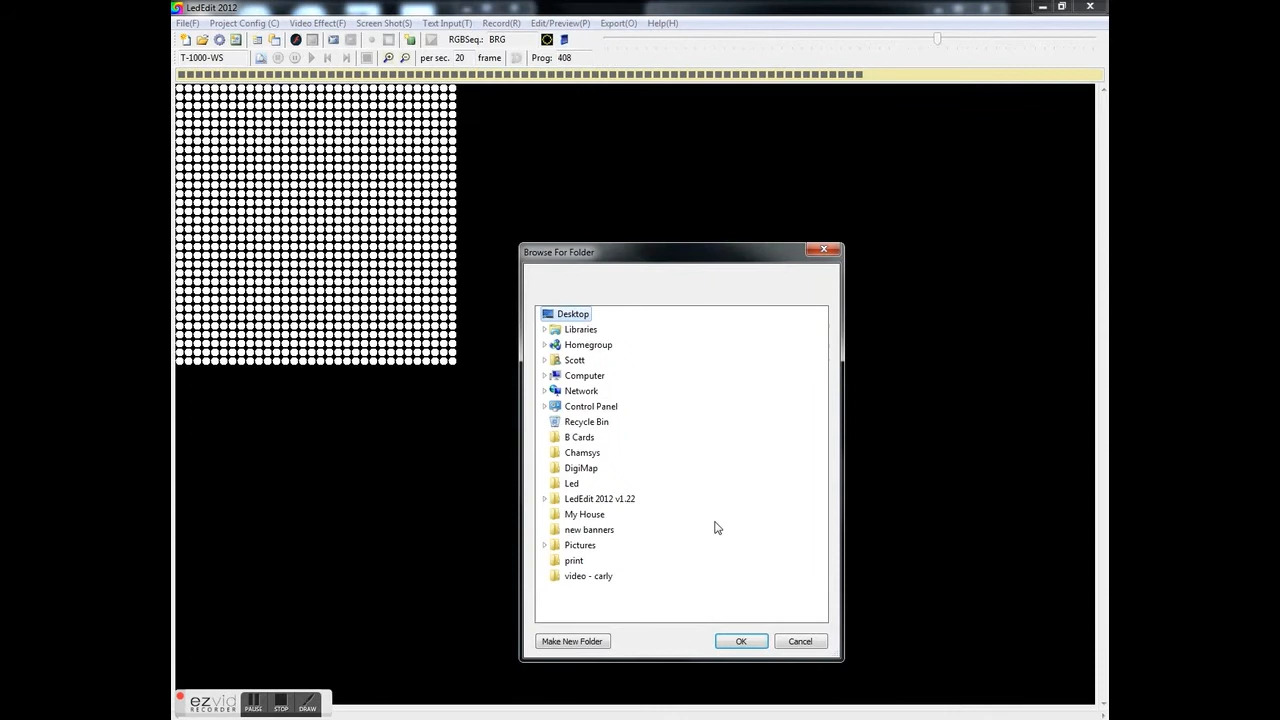 LedEdit 2012
File(F) Project Config (C) Video Effect(F) Screen Shot(S) Text Input(T) Record(R) Edit/Preview(P) Export(O) Help(H)
RGBSeq.: BRG
T-1000-WS per sec. 20 frame Prog: 408
Browse For Folder
Desktop
Libraries
Homegroup
Scott
Computer
Network
Control Panel
Recycle Bin
B Cards
Chamsys
DigiMap
Led
LedEdit 2012 v1.22
My House
new banners
Pictures
print
video - carly
Make New Folder OK Cancel
ezvid
RECORDER PAUSE STOP DRAW